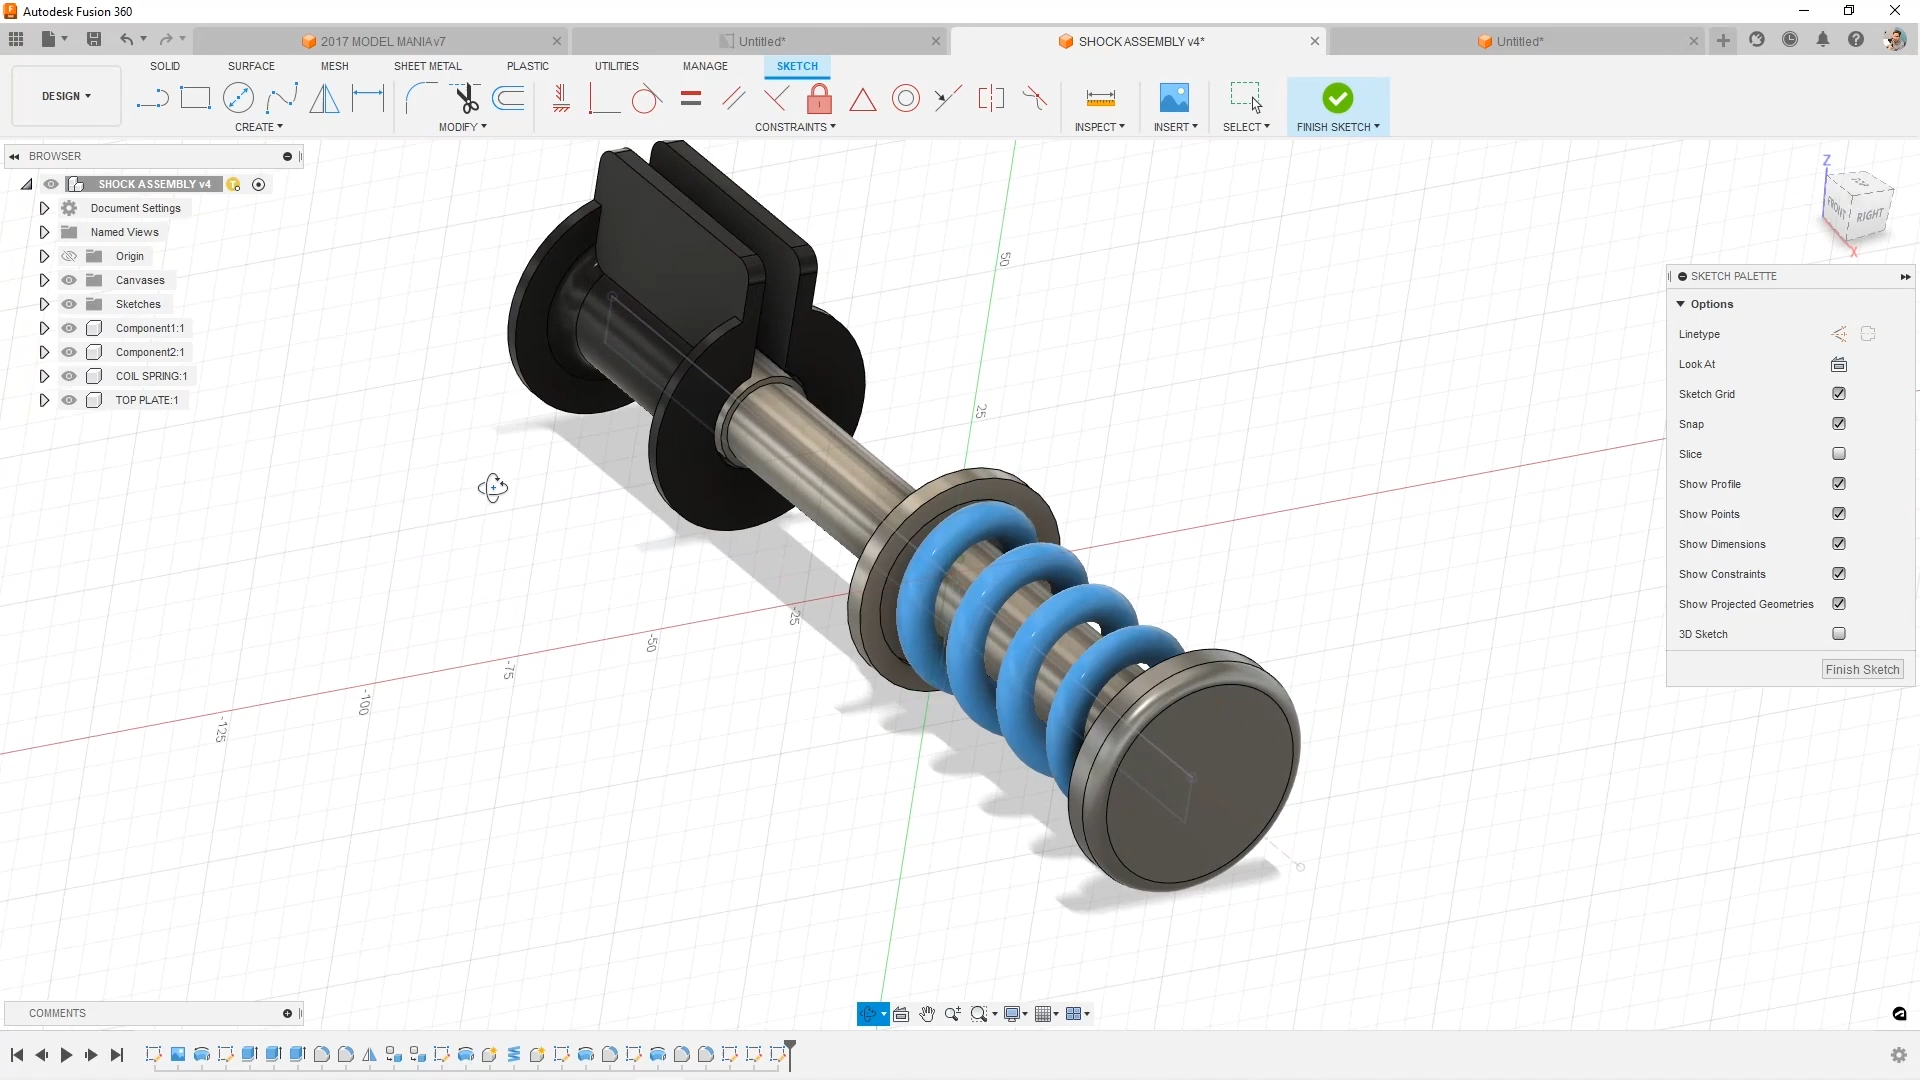 Autodesk Fusion 360
2017 MODEL MANIA v7
Untitled*
SHOCK ASSEMBLY v4*
Untitled*
SOLID SURFACE MESH SHEET METAL PLASTIC UTILITIES MANAGE SKETCH
DESIGN
CREATE MODIFY CONSTRAINTS INSPECT INSERT SELECT FINISH SKETCH
BROWSER
SHOCK ASSEMBLY v4
Document Settings
Named Views
Origin
Canvases
Sketches
Component1:1
Component2:1
COIL SPRING:1
TOP PLATE:1
Z
FRONT
RIGHT
X
SKETCH PALETTE
Options
Linetype
Look At
Sketch Grid
Snap
Slice
Show Profile
Show Points
Show Dimensions
Show Constraints
Show Projected Geometries
3D Sketch
Finish Sketch
50
25
-25
-50
-75
-100
-125
COMMENTS